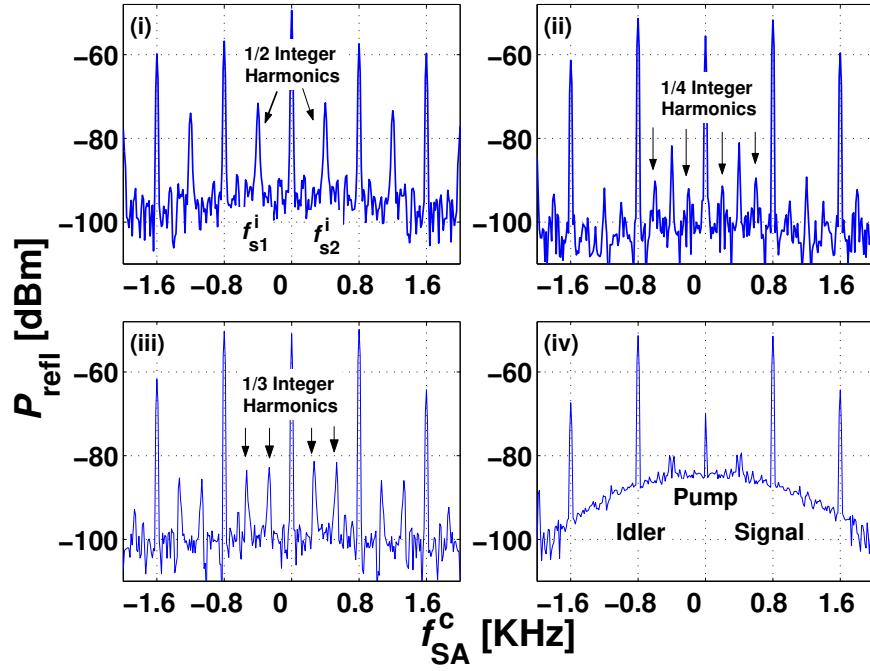 (i)
1/2 Integer
Harmonics
f^i_s1
f^i_s2
−60
−80
−100
−1.6 −0.8 0 0.8 1.6
(ii)
1/4 Integer
Harmonics
−60
−80
−100
−1.6 −0.8 0 0.8 1.6
(iii)
1/3 Integer
Harmonics
−60
−80
−100
−1.6 −0.8 0 0.8 1.6
(iv)
Pump
Idler
Signal
−60
−80
−100
−1.6 −0.8 0 0.8 1.6
P_refl [dBm]
f^c_SA [KHz]